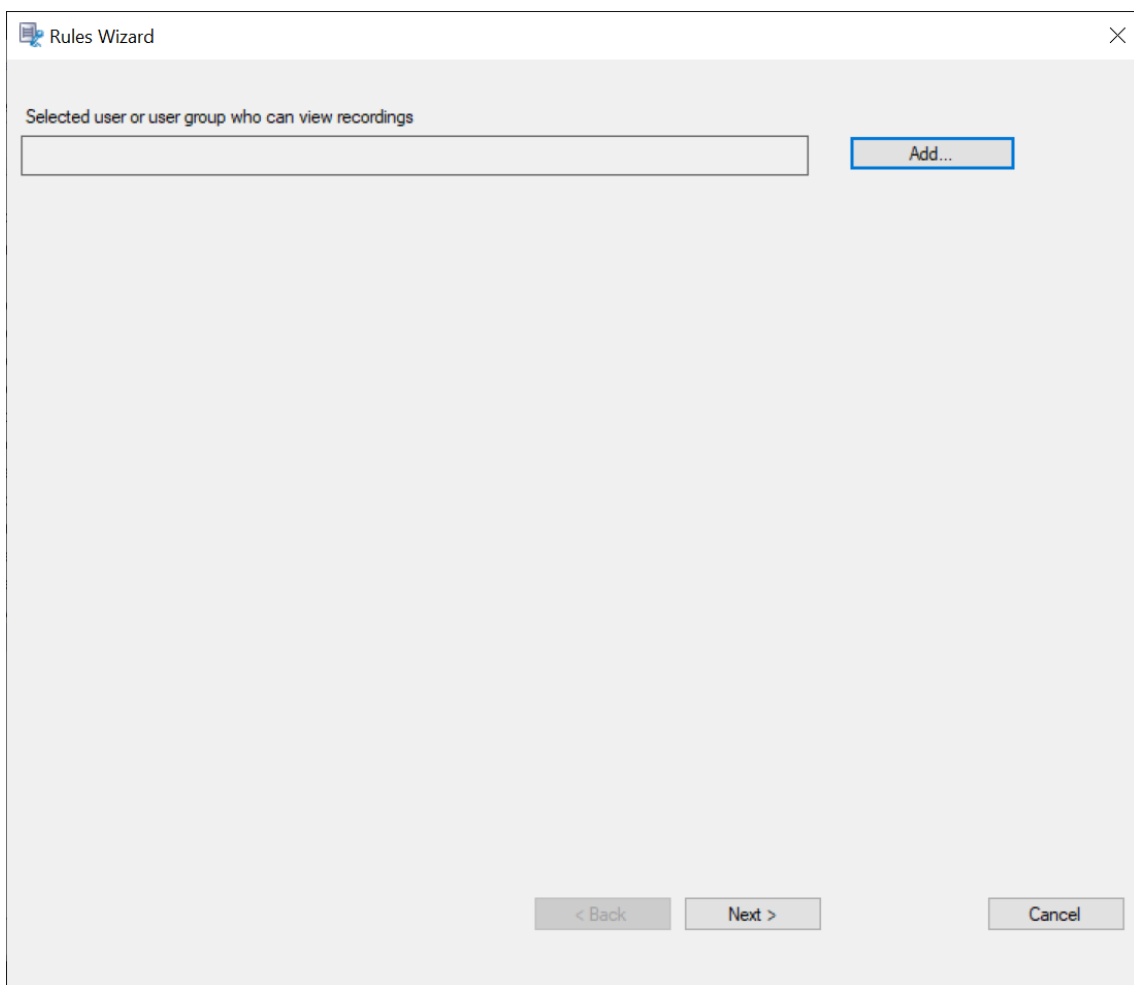 Rules Wizard
Selected user or user group who can view recordings
Add...
< Back
Next >
Cancel